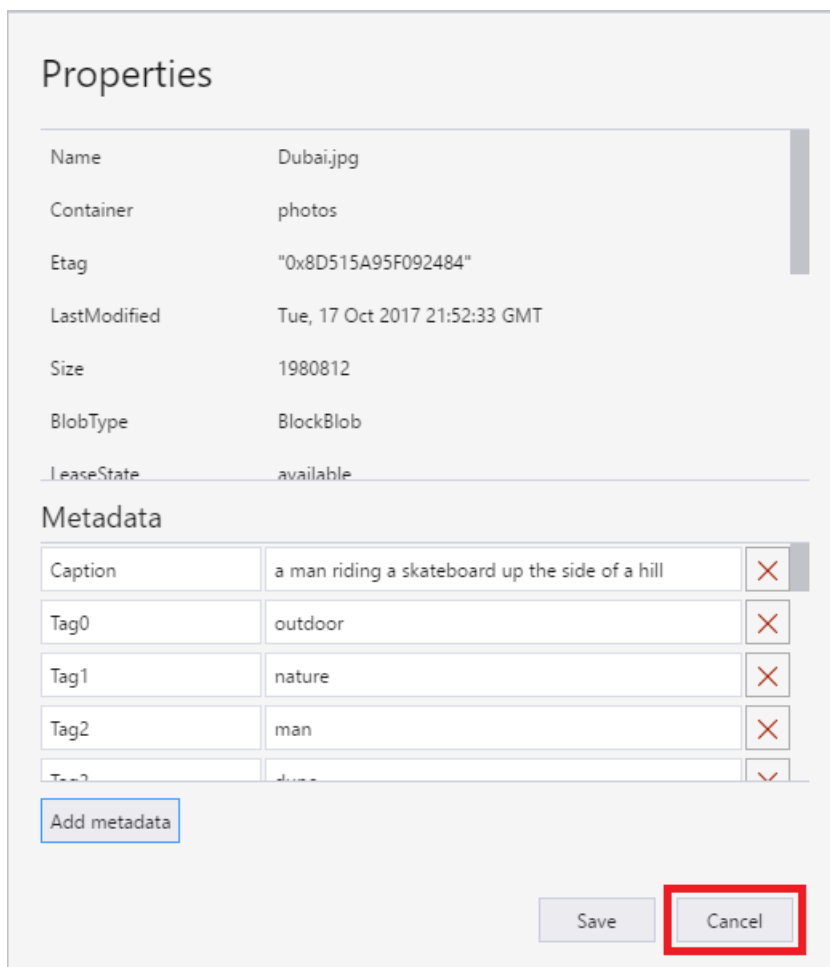 Properties
Name Dubai.jpg
Container photos
Etag "0x8D515A95F092484"
LastModified Tue, 17 Oct 2017 21:52:33 GMT
Size 1980812
BlobType BlockBlob
LeaseState available
Metadata
Caption a man riding a skateboard up the side of a hill
Tag0 outdoor
Tag1 nature
Tag2 man
Add metadata
Save Cancel